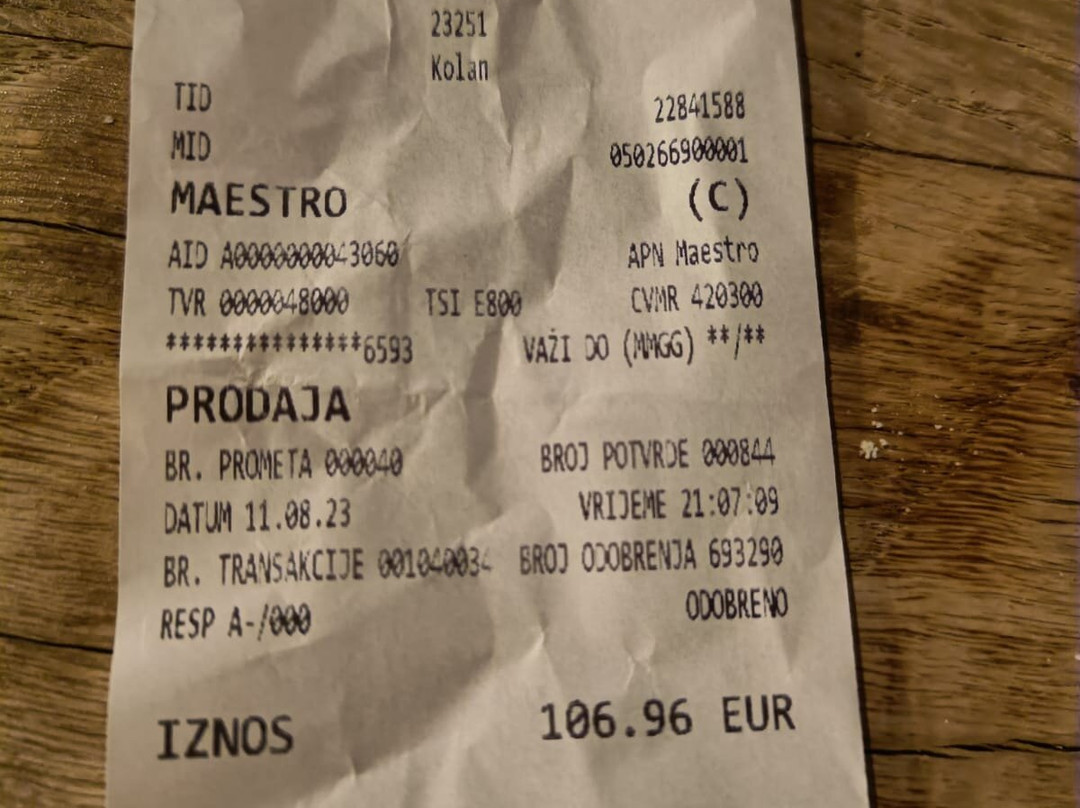 23251
Kolan
TID 22841588
MID 050266900001
MAESTRO (C)
AID A0000000043060 APN Maestro
TVR 0000048000 TSI E800 CVMR 420300
**************6593 VAŽI DO (MMGG) **/**
PRODAJA
BR. PROMETA 000040 BROJ POTVRDE 000844
DATUM 11.08.23 VRIJEME 21:07:09
BR. TRANSAKCIJE 001040034 BROJ ODOBRENJA 693290
RESP A-/000 ODOBRENO
IZNOS 106.96 EUR